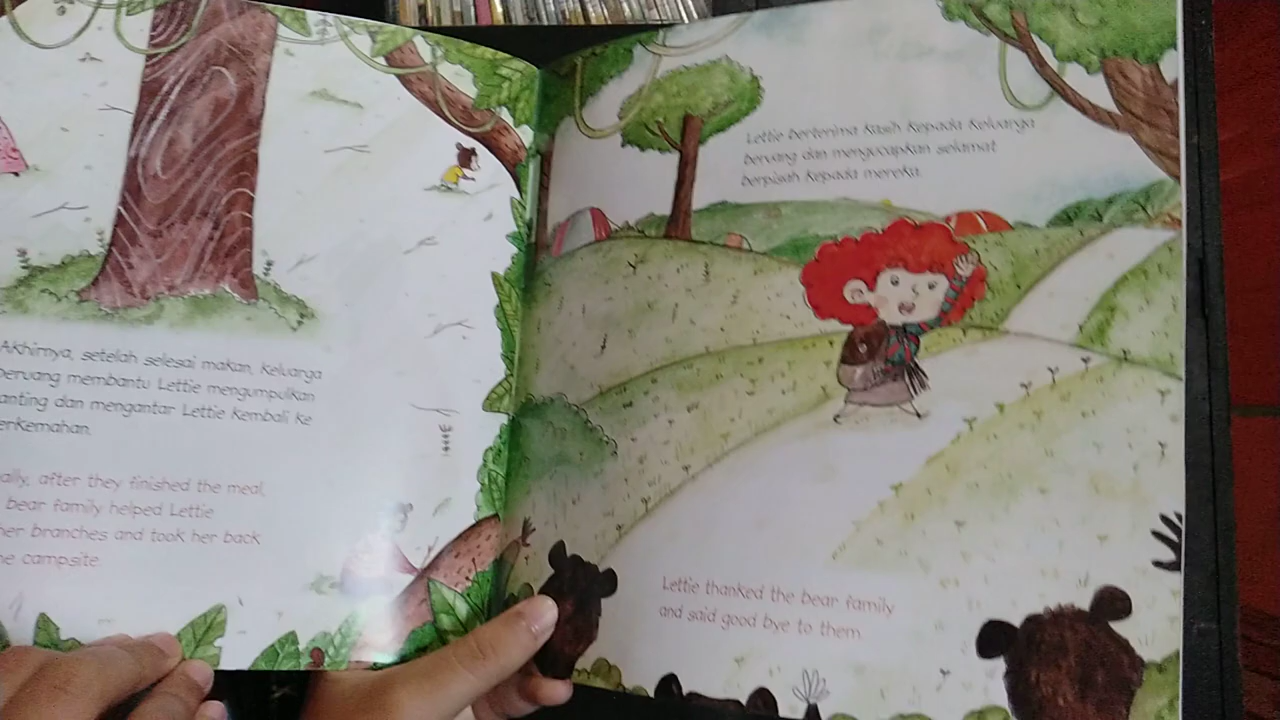 Akhirnya, setelah selesai makan, keluarga
beruang membantu Lettie mengumpulkan
anting dan mengantar Lettie kembali ke
erkemahan.
ally, after they finished the meal,
bear family helped Lettie
her branches and took her back
he campsite.
Lettie berterima kasih kepada keluarga
beruang dan mengucapkan selamat
berpisah kepada mereka.
Lettie thanked the bear family
and said good bye to them.